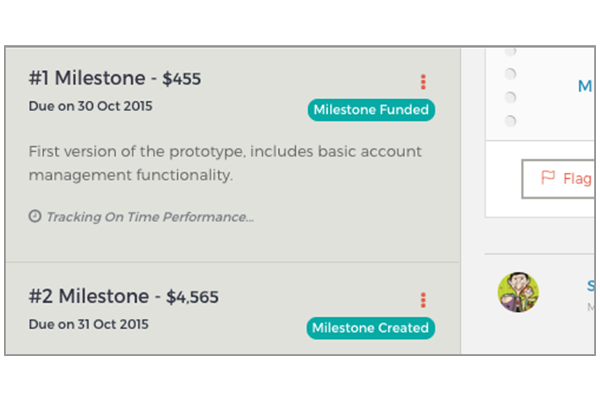 #1 Milestone - $455
Due on 30 Oct 2015
Milestone Funded
First version of the prototype, includes basic account
management functionality.
Tracking On Time Performance...
#2 Milestone - $4,565
Due on 31 Oct 2015
Milestone Created
M
Flag
S
M